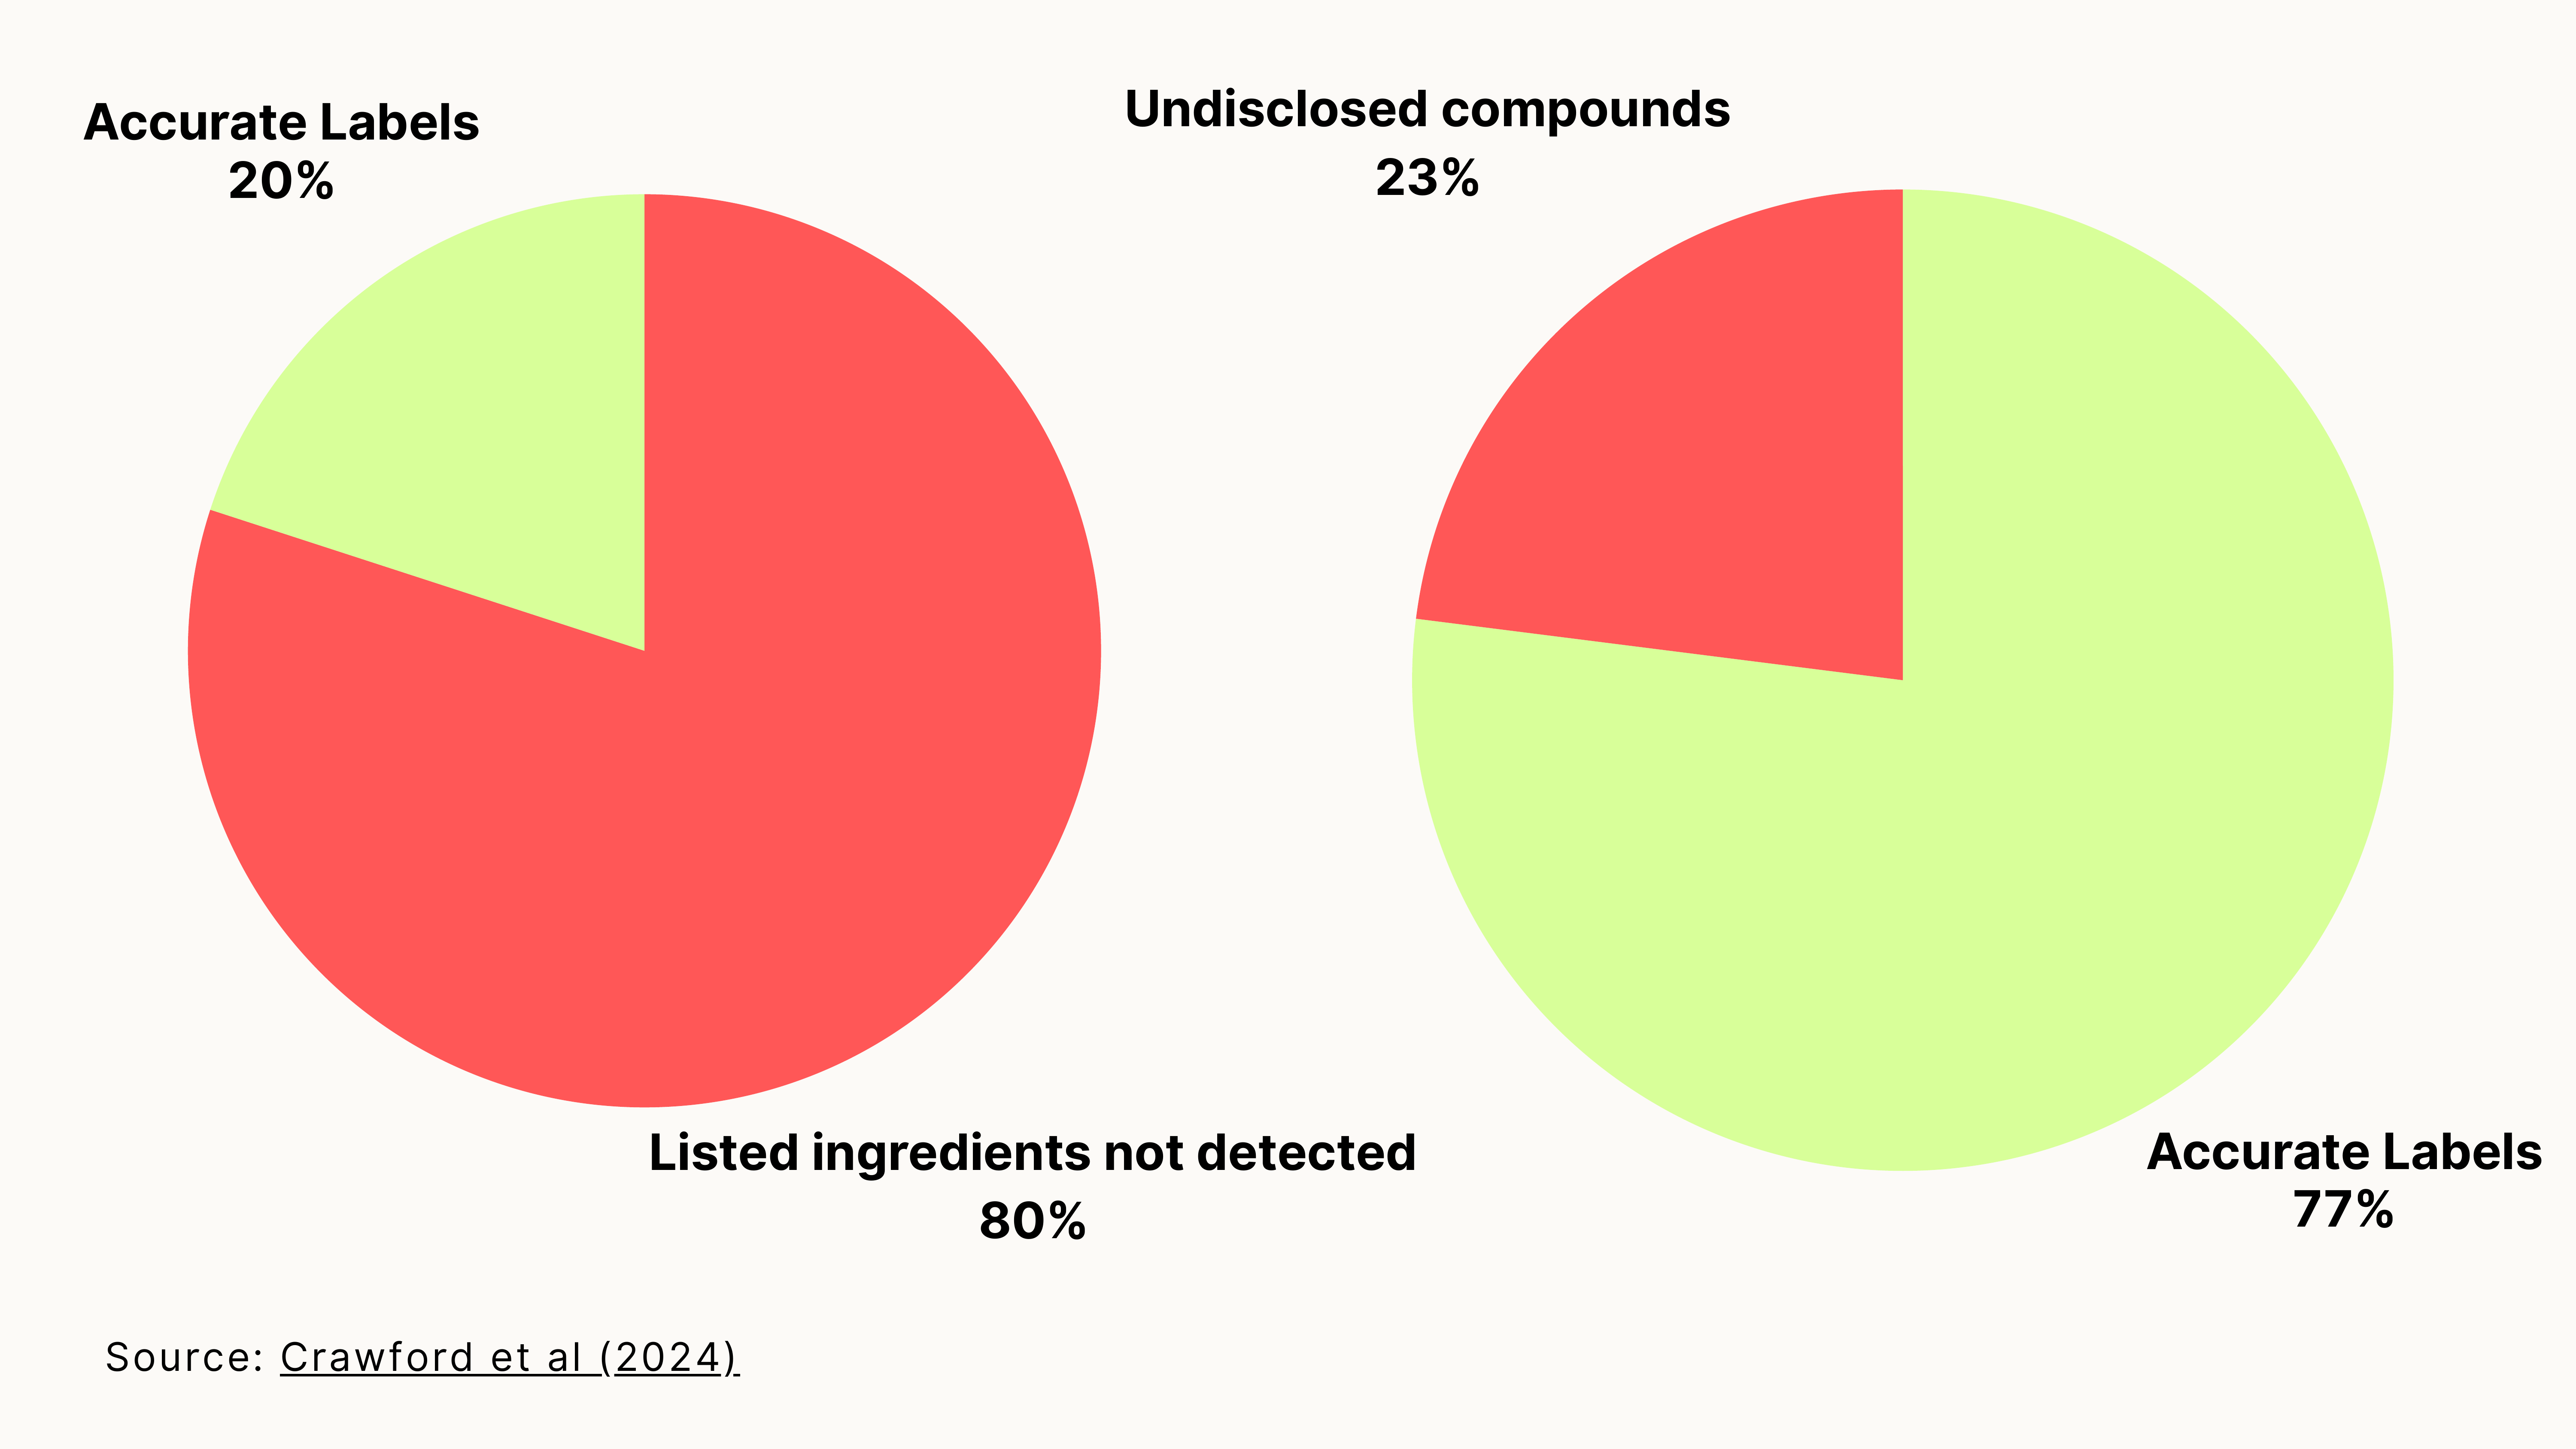 Accurate Labels
20%
Undisclosed compounds
23%
Listed ingredients not detected
80%
Accurate Labels
77%
Source: Crawford et al (2024)